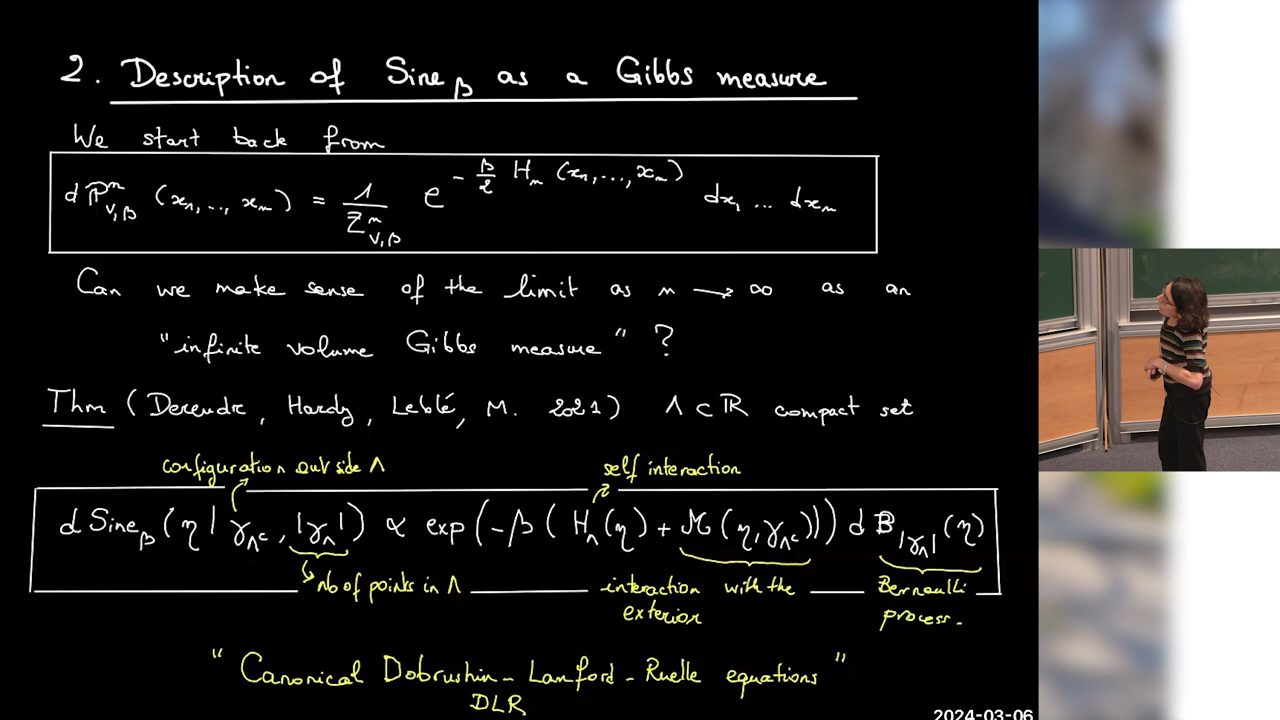 2. Description of Sine_β as a Gibbs measure
We start back from
dP^n_{V,β} (x_1,..., x_n) = 1/Z^n_{V,β} e^{-β/2 H_n (x_1,...,x_n)} dx_1 ... dx_n
Can we make sense of the limit as n → ∞ as an
"infinite volume Gibbs measure" ?
Thm (Dereudre, Hardy, Leblé, M. 2021) Λ ⊂ ℝ compact set
configuration outside Λ
self interaction
d Sine_β (η | γ_{Λ^c}, |γ_Λ|) ∝ exp(-β (H_Λ(η) + M(η, γ_{Λ^c}))) d B_{|γ_Λ|}(η)
nb of points in Λ
interaction with the
exterior
Bernoulli
process.
"Canonical Dobrushin-Lanford-Ruelle equations"
DLR
2024-03-06